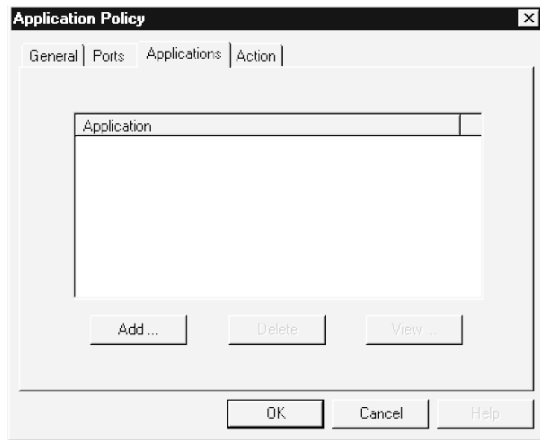 Application Policy
General Ports Applications Action
Application
Add ... Delete View ...
OK Cancel Help